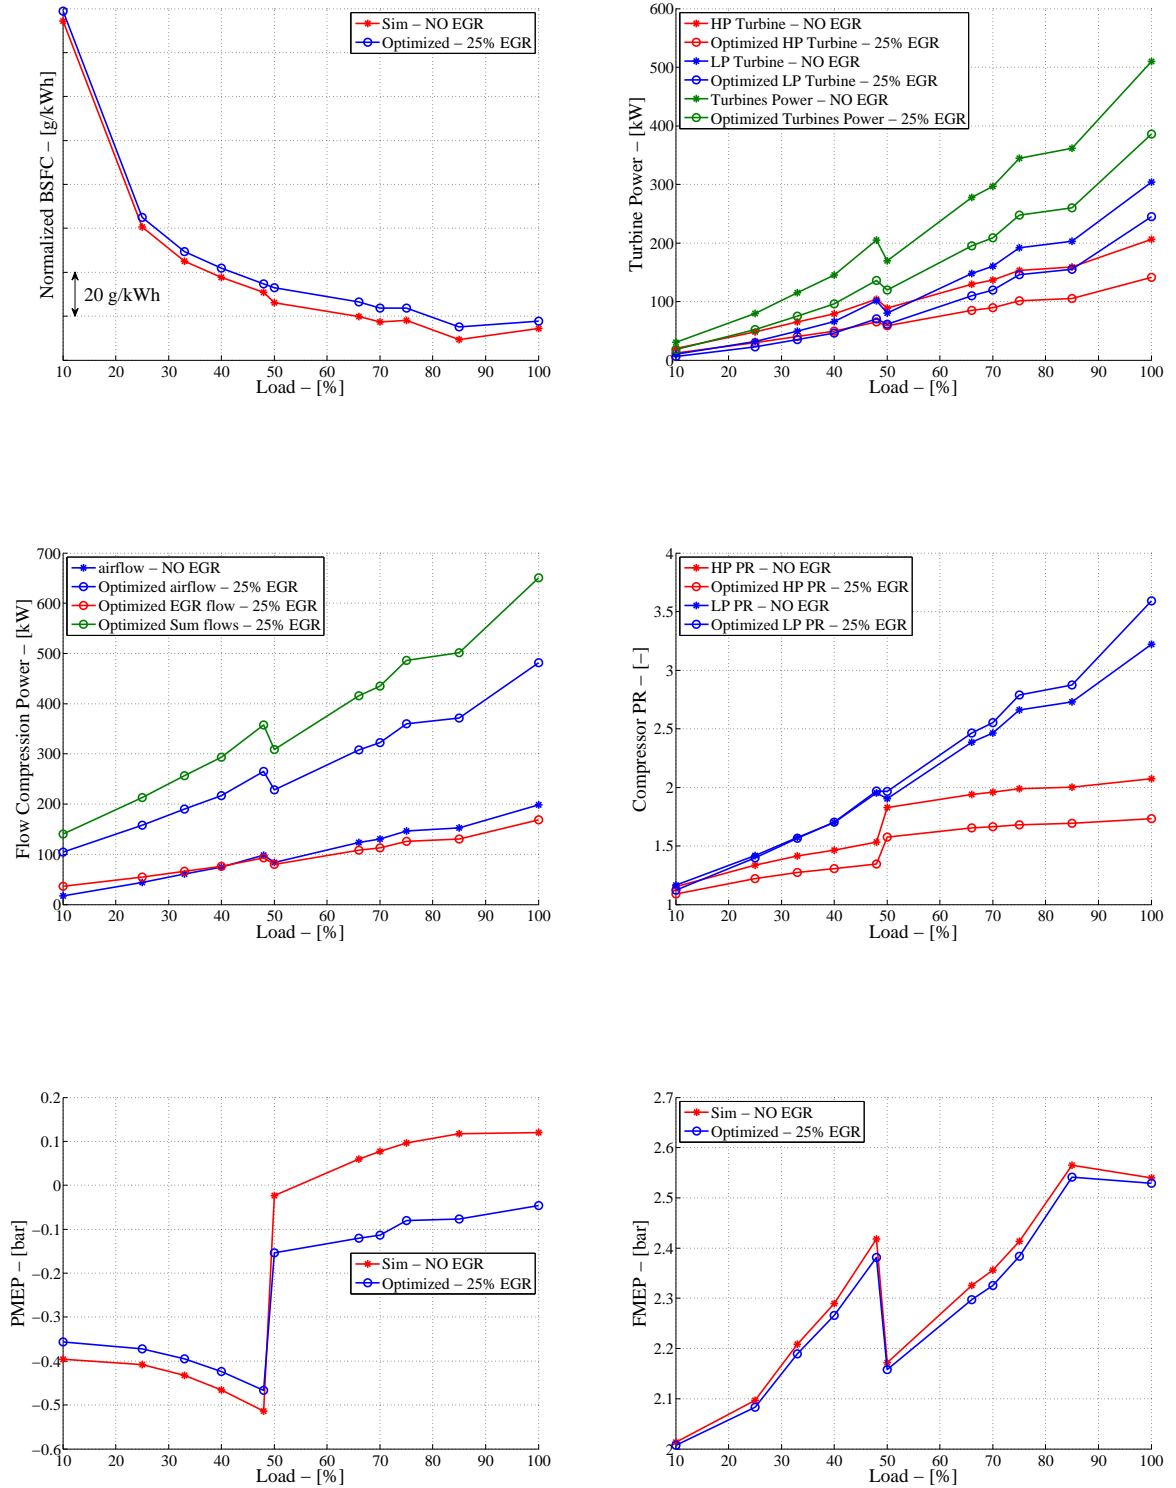 Normalized BSFC – [g/kWh]
Sim – NO EGR
Optimized – 25% EGR
20 g/kWh
10 20 30 40 50 60 70 80 90 100
Load – [%]
Turbine Power – [kW]
600
500
400
300
200
100
0
HP Turbine – NO EGR
Optimized HP Turbine – 25% EGR
LP Turbine – NO EGR
Optimized LP Turbine – 25% EGR
Turbines Power – NO EGR
Optimized Turbines Power – 25% EGR
10 20 30 40 50 60 70 80 90 100
Load – [%]
Flow Compression Power – [kW]
700
600
500
400
300
200
100
0
airflow – NO EGR
Optimized airflow – 25% EGR
Optimized EGR flow – 25% EGR
Optimized Sum flows – 25% EGR
10 20 30 40 50 60 70 80 90 100
Load – [%]
Compressor PR – [–]
4
3.5
3
2.5
2
1.5
1
HP PR – NO EGR
Optimized HP PR – 25% EGR
LP PR – NO EGR
Optimized LP PR – 25% EGR
10 20 30 40 50 60 70 80 90 100
Load – [%]
PMEP – [bar]
0.2
0.1
0
−0.1
−0.2
−0.3
−0.4
−0.5
−0.6
Sim – NO EGR
Optimized – 25% EGR
10 20 30 40 50 60 70 80 90 100
Load – [%]
FMEP – [bar]
2.7
2.6
2.5
2.4
2.3
2.2
2.1
2
Sim – NO EGR
Optimized – 25% EGR
10 20 30 40 50 60 70 80 90 100
Load – [%]